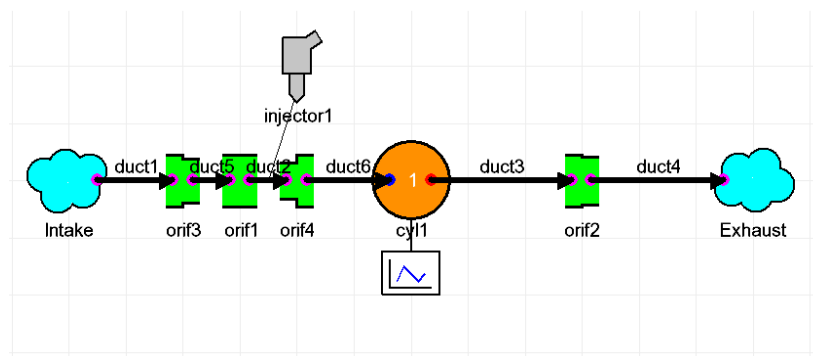 injector1
duct1
duct5
duct2
duct6
1
duct3
duct4
Intake
orif3
orif1
orif4
cyl1
orif2
Exhaust